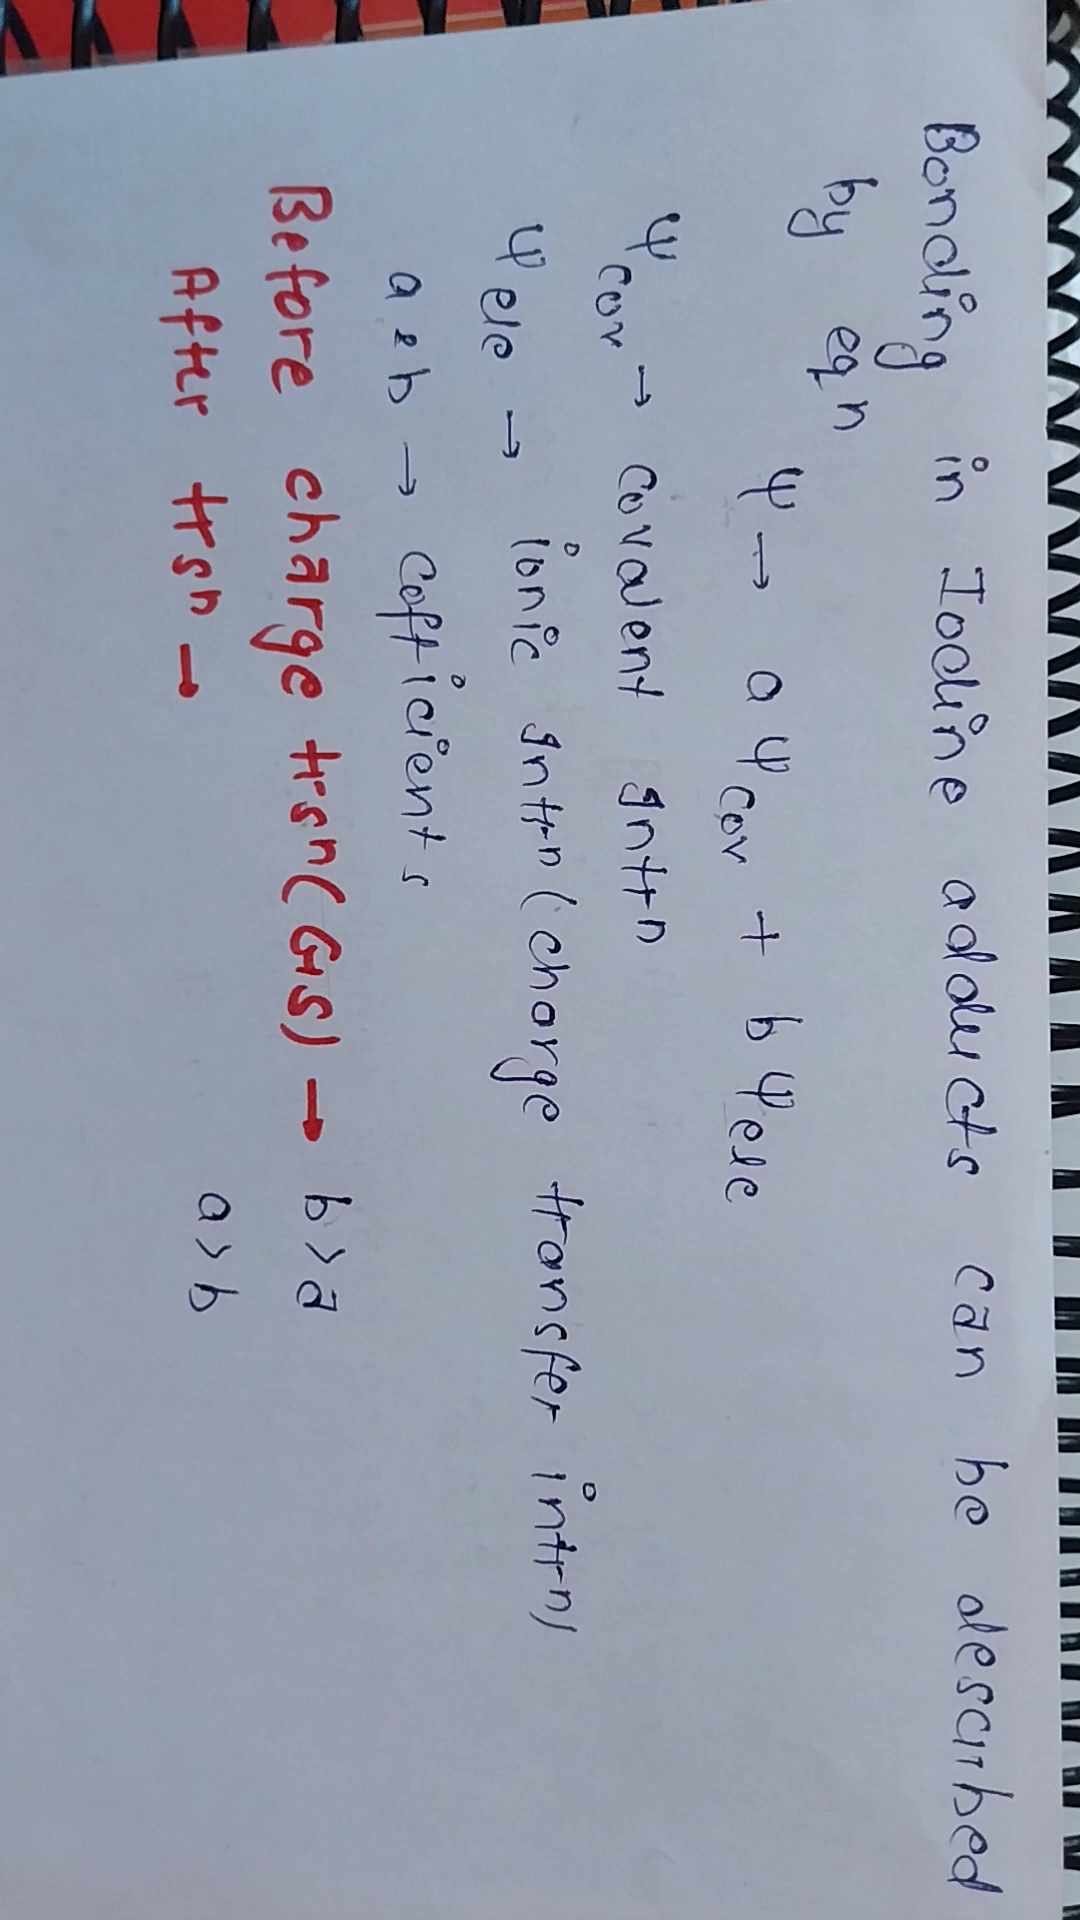 Bonding in Iodine adducts can be described
by eqn
ψ → a ψcov + b ψele
ψcov → covalent Intrn
ψele → ionic Intrn (charge transfer intrn)
a & b → cofficients
Before charge trsn (GS) → b > a
After trsn → a > b